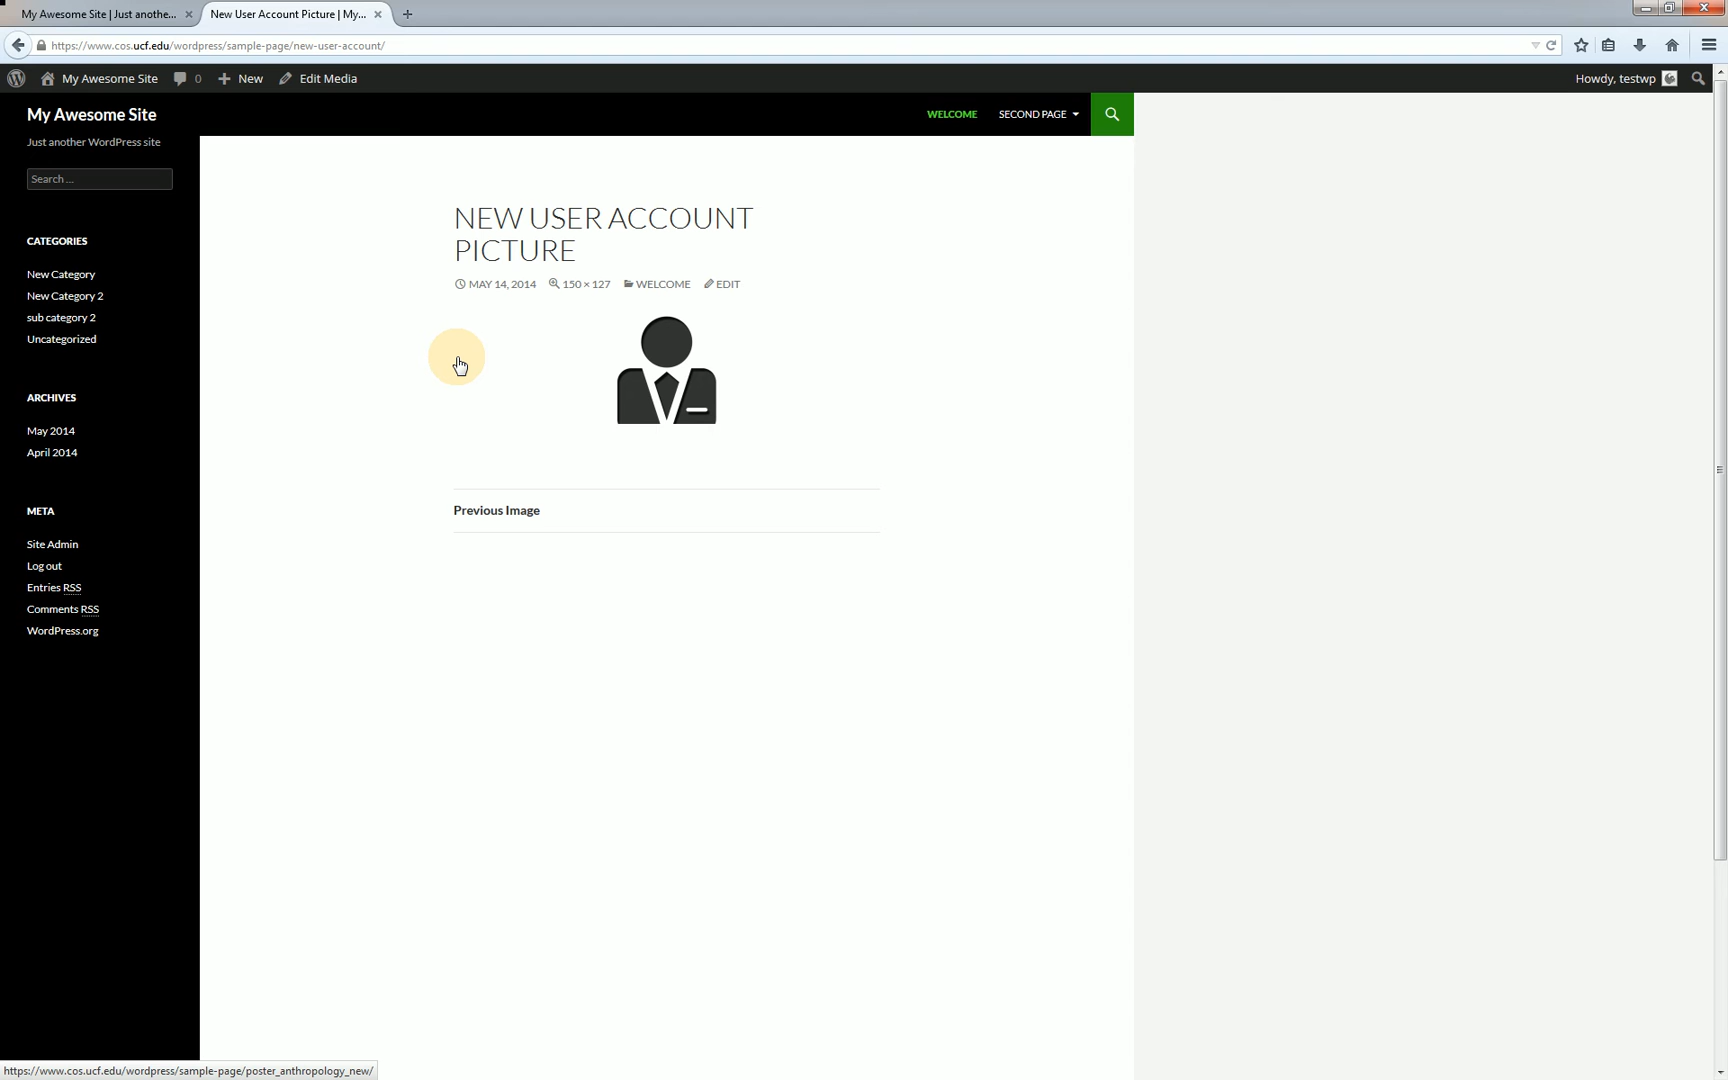 My Awesome Site | Just anothe...
New User Account Picture | My...
https://www.cos.ucf.edu/wordpress/sample-page/new-user-account/
My Awesome Site
0
New
Edit Media
Howdy, testwp
My Awesome Site
WELCOME
SECOND PAGE
Just another WordPress site
Search ...
CATEGORIES
New Category
New Category 2
sub category 2
Uncategorized
ARCHIVES
May 2014
April 2014
META
Site Admin
Log out
Entries RSS
Comments RSS
WordPress.org
NEW USER ACCOUNT
PICTURE
MAY 14, 2014
150 × 127
WELCOME
EDIT
Previous Image
https://www.cos.ucf.edu/wordpress/sample-page/poster_anthropology_new/